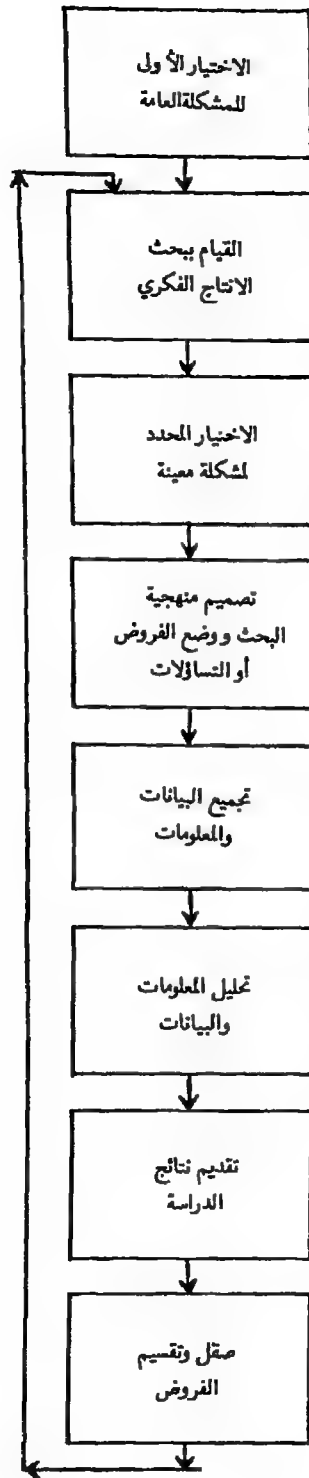 الاختيار الأولى
للمشكلة العامة
القيام ببحث
الانتاج الفكري
الاختيار المحدد
لمشكلة معينة
تصميم منهجية
البحث ووضع الفروض
أو التساؤلات
تجميع البيانات
والمعلومات
تحليل المعلومات
والبيانات
تقديم نتائج
الدراسة
صقل وتقسيم
الفروض